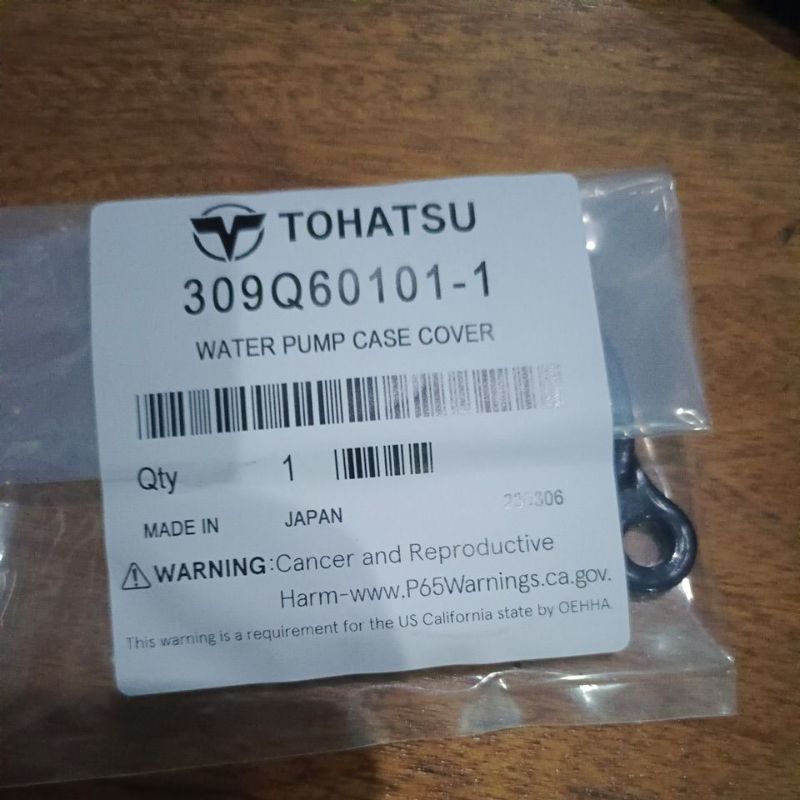 TOHATSU
309Q60101-1
WATER PUMP CASE COVER
Qty 1
MADE IN JAPAN
WARNING:Cancer and Reproductive
Harm-www.P65Warnings.ca.gov.
This warning is a requirement for the US California state by OEHHA.